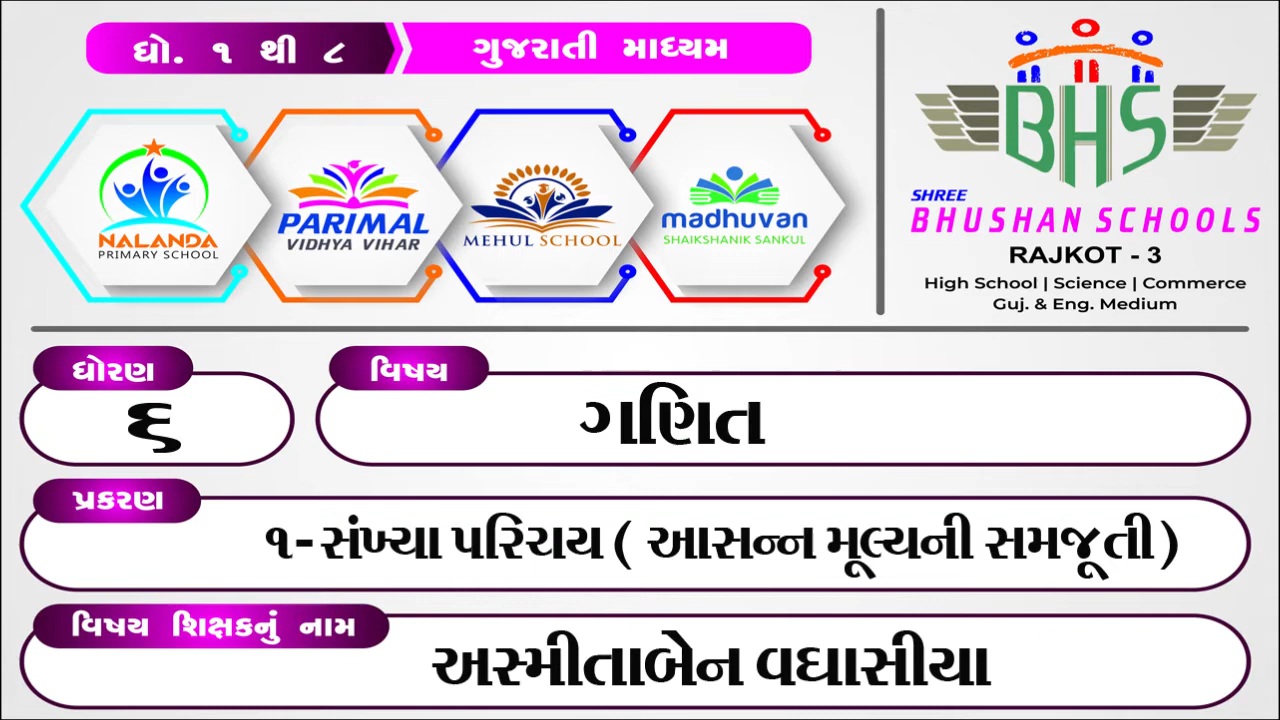 ધો. ૧ થી ૮
ગુજરાતી માધ્યમ
NALANDA
PRIMARY SCHOOL
PARIMAL
VIDHYA VIHAR
MEHUL SCHOOL
madhuvan
SHAIKSHANIK SANKUL
BHS
SHREE
BHUSHAN SCHOOLS
RAJKOT - 3
High School | Science | Commerce
Guj. & Eng. Medium
ધોરણ
૬
વિષય
ગણિત
પ્રકરણ
૧- સંખ્યા પરિચય ( આસન્ન મૂલ્યની સમજૂતી )
વિષય શિક્ષકનું નામ
અસ્મીતાબેન વઘાસીયા